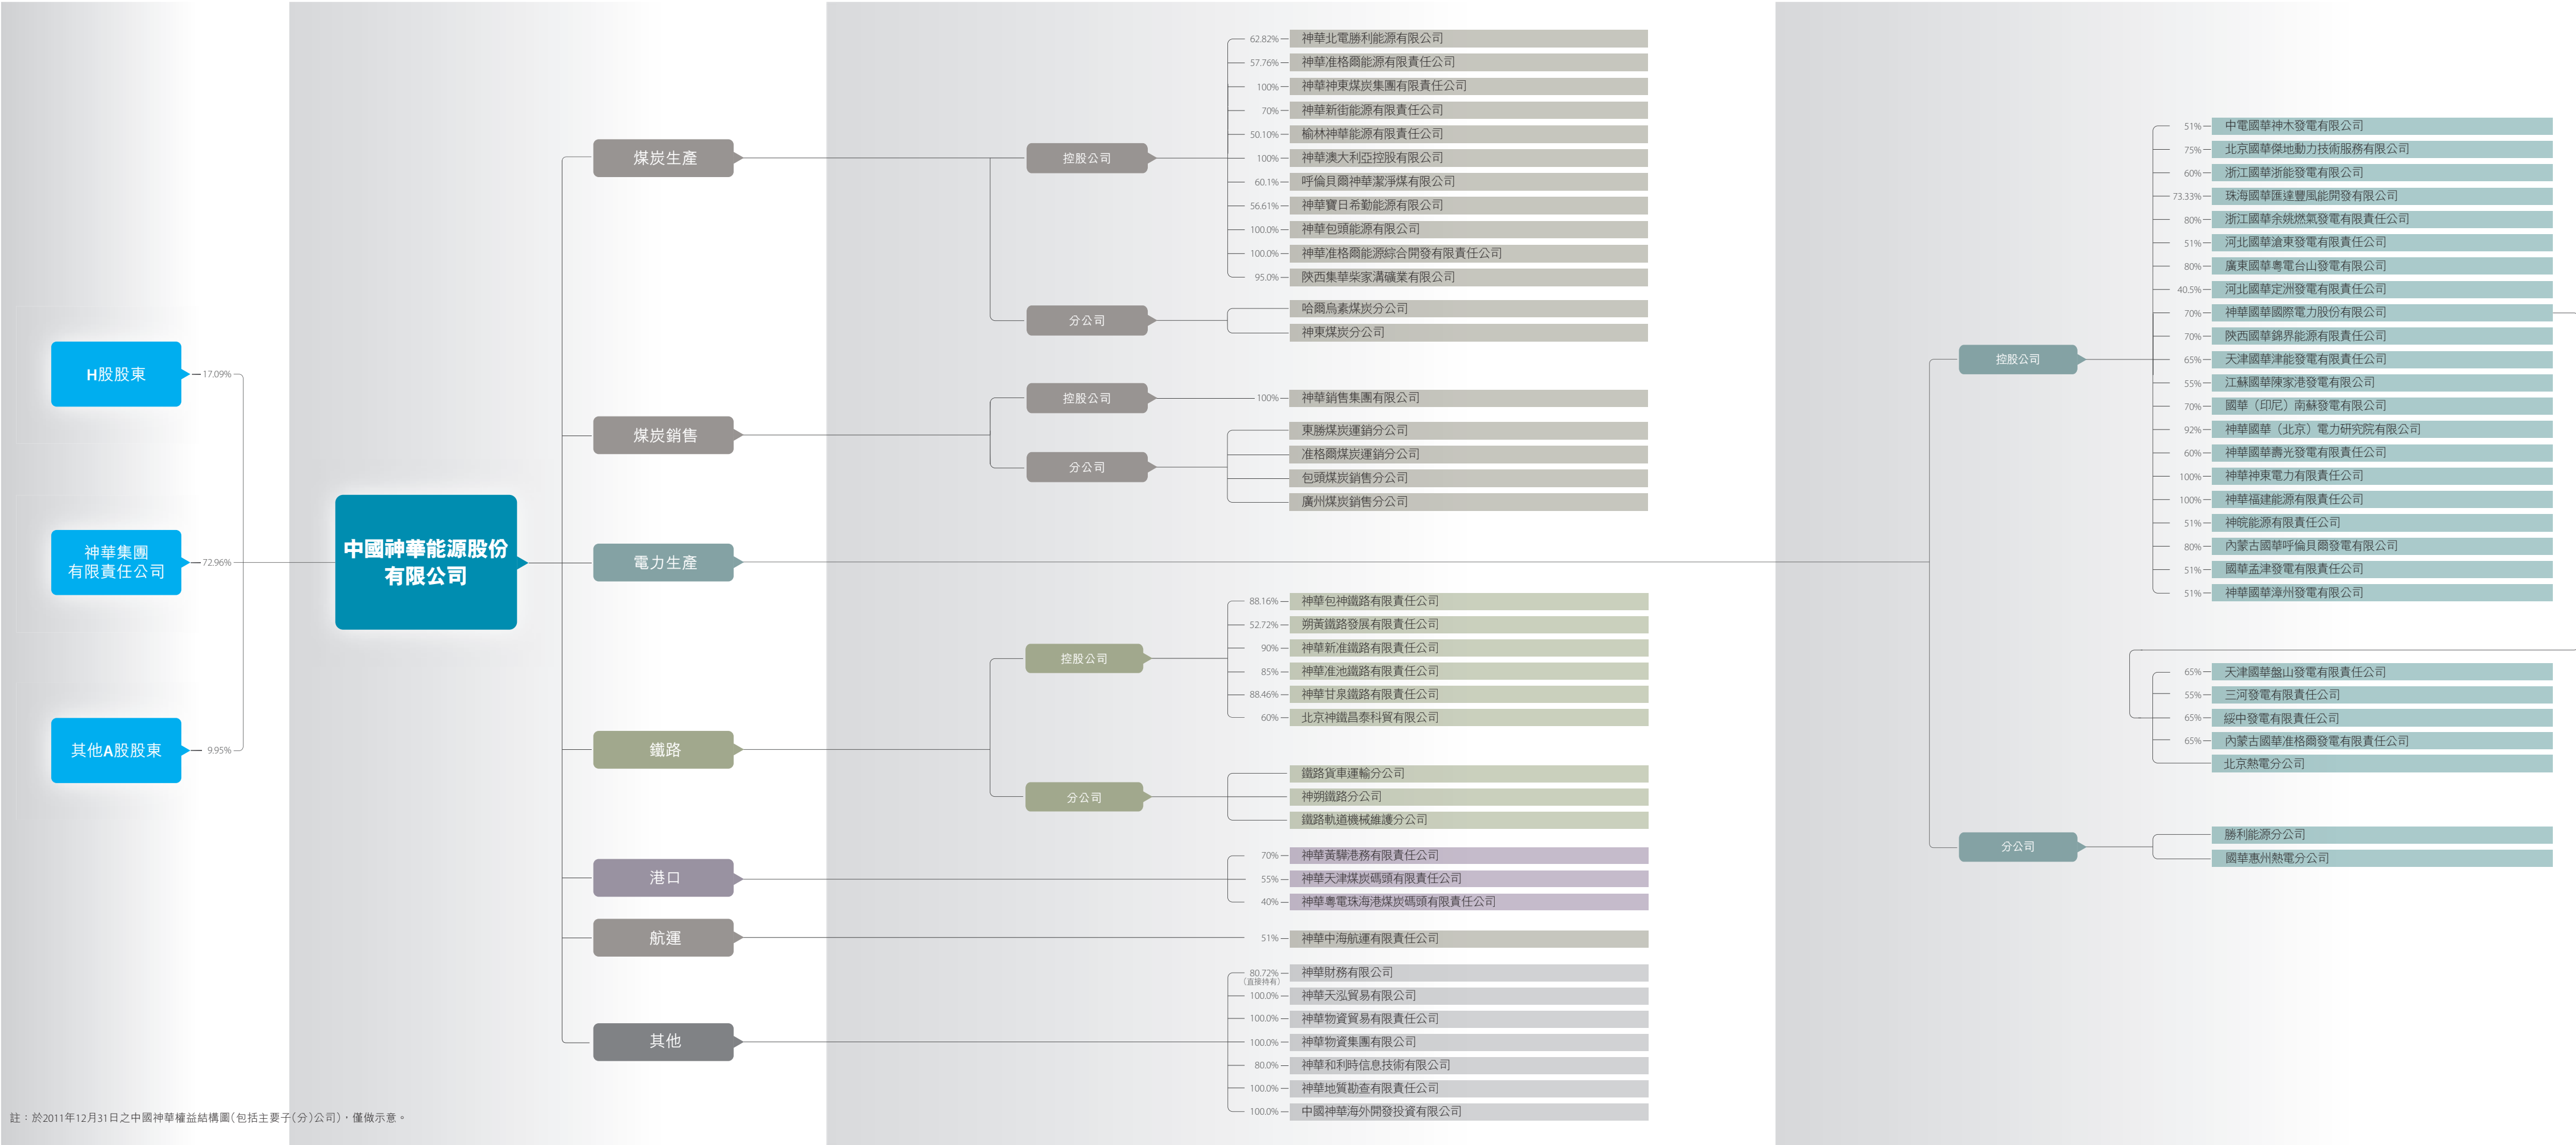 H股股東
17.09%
神華集團
有限責任公司
72.96%
其他A股股東
9.95%
中國神華能源股份
有限公司
煤炭生產
控股公司
62.82% 神華北電勝利能源有限公司
57.76% 神華准格爾能源有限責任公司
100% 神華神東煤炭集團有限責任公司
70% 神華新街能源有限責任公司
50.10% 榆林神華能源有限責任公司
100% 神華澳大利亞控股有限公司
60.1% 呼倫貝爾神華潔淨煤有限公司
56.61% 神華寶日希勒能源有限公司
100.0% 神華包頭能源有限公司
100.0% 神華准格爾能源綜合開發有限責任公司
95.0% 陝西集華柴家溝礦業有限公司
分公司
哈爾烏素煤炭分公司
神東煤炭分公司
煤炭銷售
控股公司
100% 神華銷售集團有限公司
分公司
東勝煤炭運銷分公司
准格爾煤炭運銷分公司
包頭煤炭銷售分公司
廣州煤炭銷售分公司
電力生產
控股公司
51% 中電國華神木發電有限公司
75% 北京國華傑地動力技術服務有限公司
60% 浙江國華浙能發電有限公司
73.33% 珠海國華匯達豐風能開發有限公司
80% 浙江國華余姚燃氣發電有限責任公司
51% 河北國華滄東發電有限責任公司
80% 廣東國華粵電台山發電有限公司
40.5% 河北國華定洲發電有限責任公司
70% 神華國華國際電力股份有限公司
70% 陝西國華錦界能源有限責任公司
65% 天津國華津能發電有限責任公司
55% 江蘇國華陳家港發電有限公司
70% 國華（印尼）南蘇發電有限公司
92% 神華國華（北京）電力研究院有限公司
60% 神華國華壽光發電有限責任公司
100% 神華神東電力有限責任公司
100% 神華福建能源有限責任公司
51% 神皖能源有限責任公司
80% 內蒙古國華呼倫貝爾發電有限公司
51% 國華孟津發電有限責任公司
51% 神華國華漳州發電有限公司
65% 天津國華盤山發電有限責任公司
55% 三河發電有限責任公司
65% 綏中發電有限責任公司
65% 內蒙古國華准格爾發電有限責任公司
北京熱電分公司
分公司
勝利能源分公司
國華惠州熱電分公司
鐵路
控股公司
88.16% 神華包神鐵路有限責任公司
52.72% 朔黃鐵路發展有限責任公司
90% 神華新准鐵路有限責任公司
85% 神華准池鐵路有限責任公司
88.46% 神華甘泉鐵路有限責任公司
60% 北京神鐵昌泰科貿有限公司
分公司
鐵路貨車運輸分公司
神朔鐵路分公司
鐵路軌道機械維護分公司
港口
70% 神華黃驊港務有限責任公司
55% 神華天津煤炭碼頭有限責任公司
40% 神華粵電珠海港煤炭碼頭有限責任公司
航運
51% 神華中海航運有限責任公司
其他
80.72% 神華財務有限公司
（直接持有）
100.0% 神華天泓貿易有限公司
100.0% 神華物資貿易有限責任公司
100.0% 神華物資集團有限公司
80.0% 神華和利時信息技術有限公司
100.0% 神華地質勘查有限責任公司
100.0% 中國神華海外開發投資有限公司
註：於2011年12月31日之中國神華權益結構圖（包括主要子（分）公司），僅做示意。